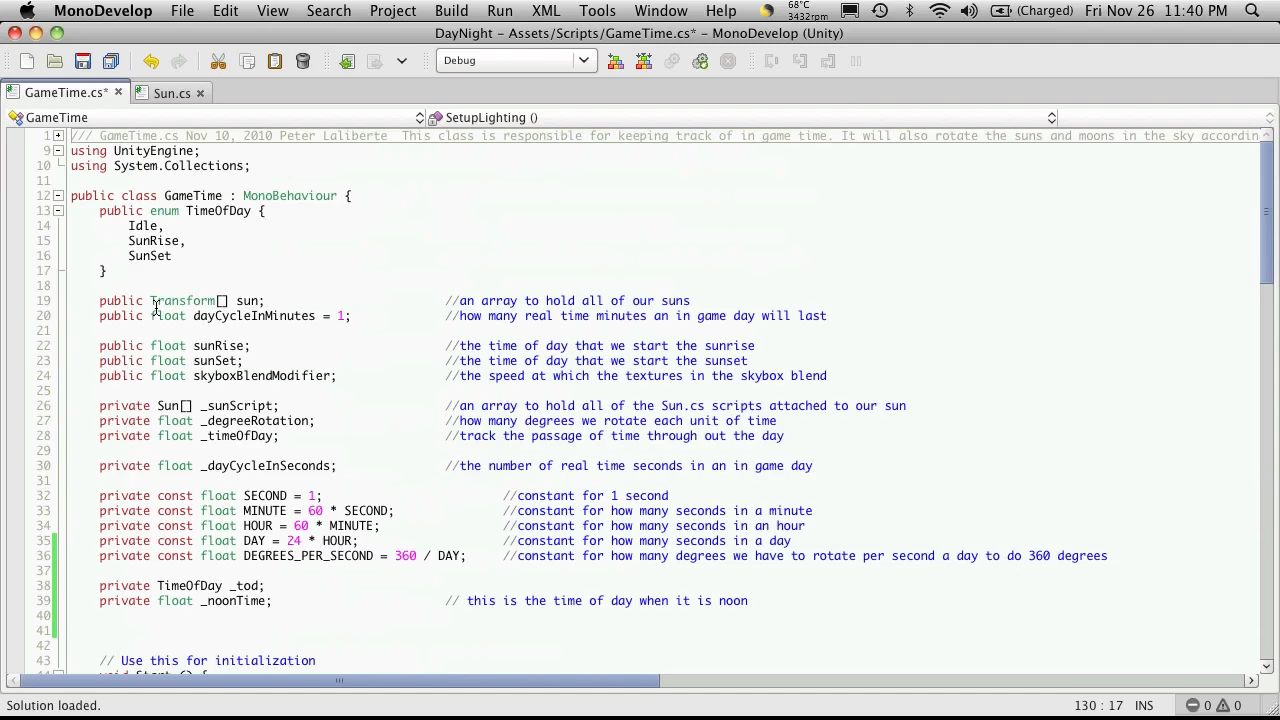 MonoDevelop File Edit View Search Project Build Run XML Tools Window Help 68°C 3432rpm (Charged) Fri Nov 26 11:40 PM
DayNight - Assets/Scripts/GameTime.cs* - MonoDevelop (Unity)
Debug
GameTime.cs* Sun.cs
GameTime SetupLighting ()
1 /// GameTime.cs Nov 10, 2010 Peter Laliberte This class is responsible for keeping track of in game time. It will also rotate the suns and moons in the sky accordin
9 using UnityEngine;
10 using System.Collections;
11
12 public class GameTime : MonoBehaviour {
13 public enum TimeOfDay {
14 Idle,
15 SunRise,
16 SunSet
17 }
18
19 public Transform[] sun; //an array to hold all of our suns
20 public float dayCycleInMinutes = 1; //how many real time minutes an in game day will last
21
22 public float sunRise; //the time of day that we start the sunrise
23 public float sunSet; //the time of day that we start the sunset
24 public float skyboxBlendModifier; //the speed at which the textures in the skybox blend
25
26 private Sun[] _sunScript; //an array to hold all of the Sun.cs scripts attached to our sun
27 private float _degreeRotation; //how many degrees we rotate each unit of time
28 private float _timeOfDay; //track the passage of time through out the day
29
30 private float _dayCycleInSeconds; //the number of real time seconds in an in game day
31
32 private const float SECOND = 1; //constant for 1 second
33 private const float MINUTE = 60 * SECOND; //constant for how many seconds in a minute
34 private const float HOUR = 60 * MINUTE; //constant for how many seconds in an hour
35 private const float DAY = 24 * HOUR; //constant for how many seconds in a day
36 private const float DEGREES_PER_SECOND = 360 / DAY; //constant for how many degrees we have to rotate per second a day to do 360 degrees
37
38 private TimeOfDay _tod;
39 private float _noonTime; // this is the time of day when it is noon
40
41
42
43 // Use this for initialization
Solution loaded. 130 : 17 INS 0 0